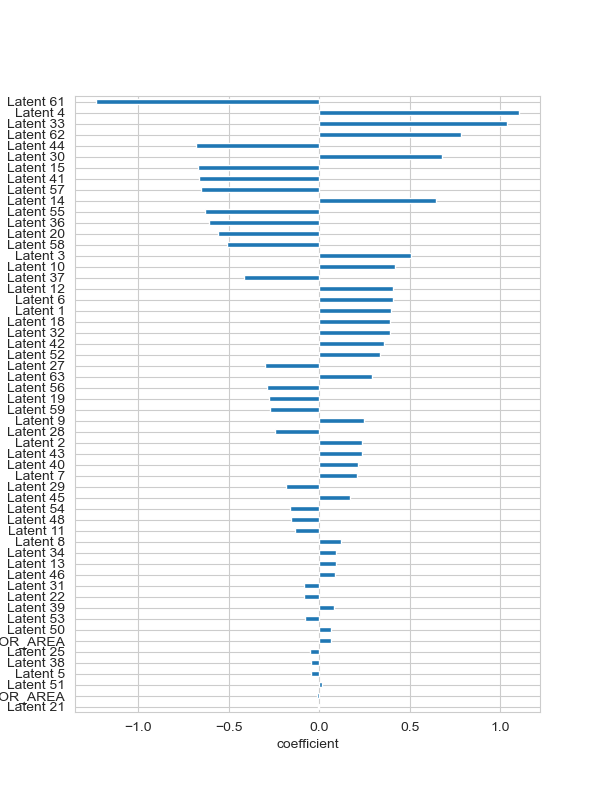 Latent 61
Latent 4
Latent 33
Latent 62
Latent 44
Latent 30
Latent 15
Latent 41
Latent 57
Latent 14
Latent 55
Latent 36
Latent 20
Latent 58
Latent 3
Latent 10
Latent 37
Latent 12
Latent 6
Latent 1
Latent 18
Latent 32
Latent 42
Latent 52
Latent 27
Latent 63
Latent 56
Latent 19
Latent 59
Latent 9
Latent 28
Latent 2
Latent 43
Latent 40
Latent 7
Latent 29
Latent 45
Latent 54
Latent 48
Latent 11
Latent 8
Latent 34
Latent 13
Latent 46
Latent 31
Latent 22
Latent 39
Latent 53
Latent 50
OR_AREA
Latent 25
Latent 38
Latent 5
Latent 51
OR_AREA
Latent 21
−1.0 −0.5 0.0 0.5 1.0
coefficient